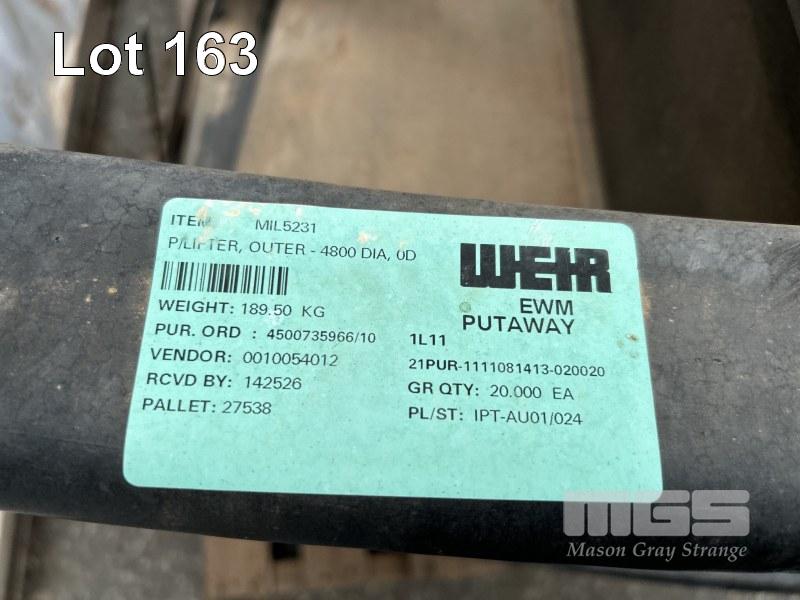 Lot 163
ITEM MIL5231
P/LIFTER, OUTER - 4800 DIA, 0D
WEIR
EWM
PUTAWAY
WEIGHT: 189.50 KG
PUR. ORD : 4500735966/10 1L11
VENDOR: 0010054012 21PUR-1111081413-020020
RCVD BY: 142526 GR QTY: 20.000 EA
PALLET: 27538 PL/ST: IPT-AU01/024
MGS
Mason Gray Strange